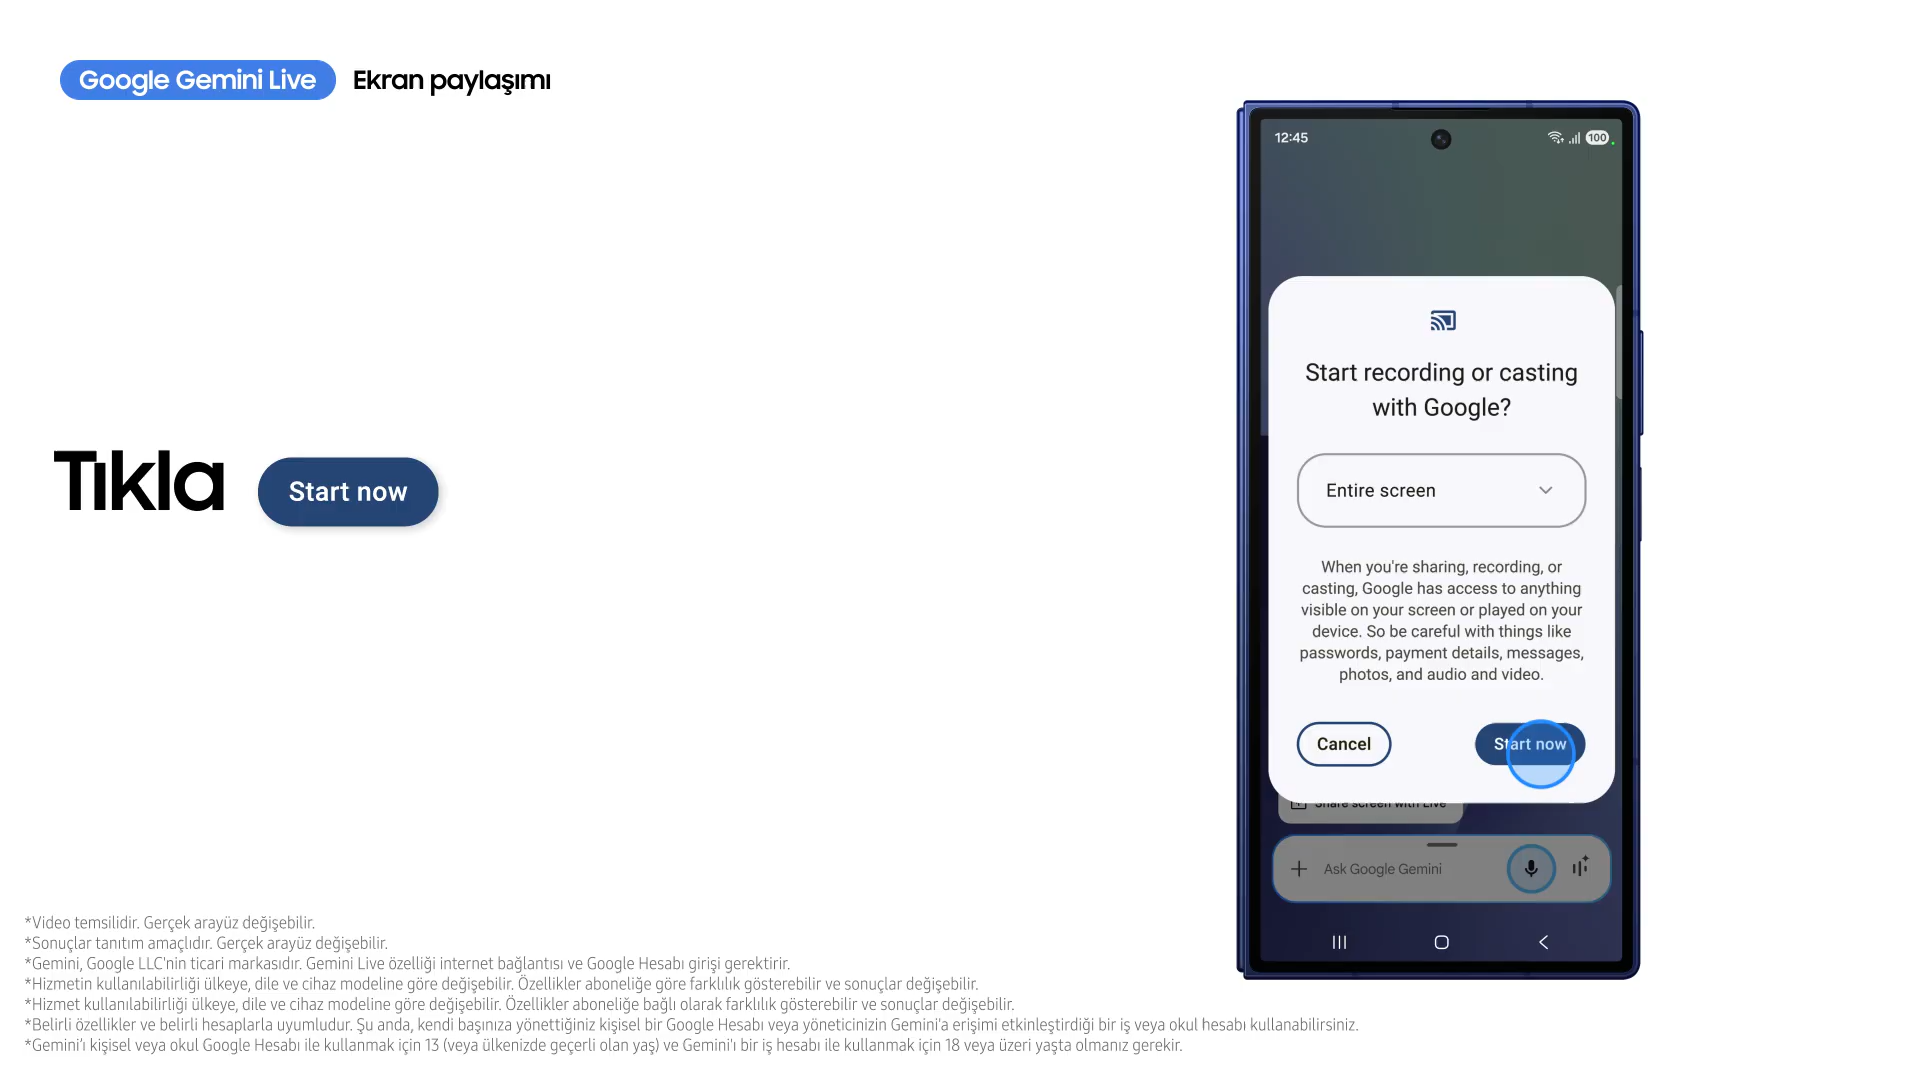 Google Gemini Live Ekran paylaşımı
Tıkla Start now
12:45
100
Start recording or casting
with Google?
Entire screen
When you're sharing, recording, or
casting, Google has access to anything
visible on your screen or played on your
device. So be careful with things like
passwords, payment details, messages,
photos, and audio and video.
Cancel
Start now
Share screen with Live
Ask Google Gemini
*Video temsilidir. Gerçek arayüz değişebilir.
*Sonuçlar tanıtım amaçlıdır. Gerçek arayüz değişebilir.
*Gemini, Google LLC'nin ticari markasıdır. Gemini Live özelliği internet bağlantısı ve Google Hesabı girişi gerektirir.
*Hizmetin kullanılabilirliği ülkeye, dile ve cihaz modeline göre değişebilir. Özellikler aboneliğe göre farklılık gösterebilir ve sonuçlar değişebilir.
*Hizmet kullanılabilirliği ülkeye, dile ve cihaz modeline göre değişebilir. Özellikler aboneliğe bağlı olarak farklılık gösterebilir ve sonuçlar değişebilir.
*Belirli özellikler ve belirli hesaplarla uyumludur. Şu anda, kendi başınıza yönettiğiniz kişisel bir Google Hesabı veya yöneticinizin Gemini'a erişimi etkinleştirdiği bir iş veya okul hesabı kullanabilirsiniz.
*Gemini'ı kişisel veya okul Google Hesabı ile kullanmak için 13 (veya ülkenizde geçerli olan yaş) ve Gemini'ı bir iş hesabı ile kullanmak için 18 veya üzeri yaşta olmanız gerekir.